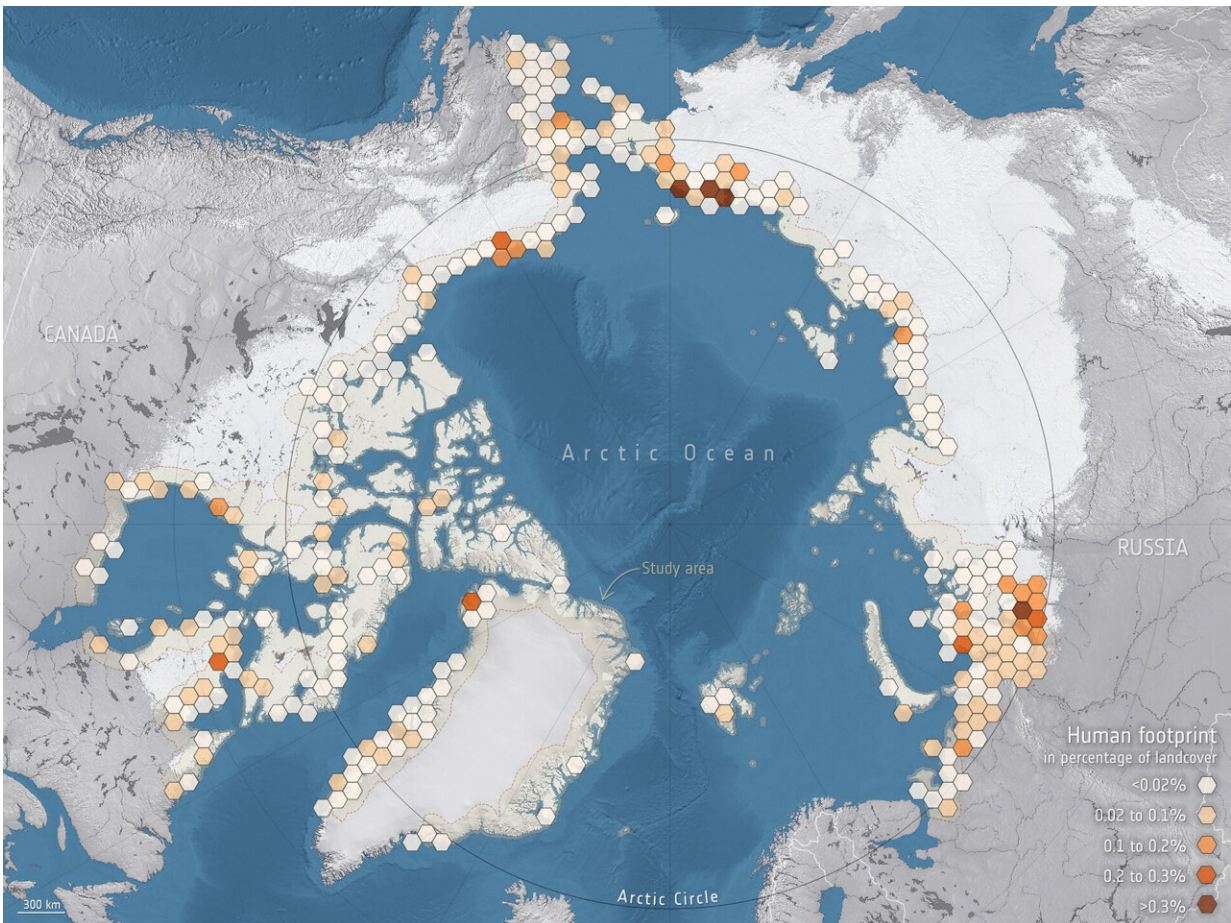 CANADA
Arctic Ocean
RUSSIA
Study area
Human footprint
in percentage of landcover
<0.02%
0.02 to 0.1%
0.1 to 0.2%
0.2 to 0.3%
>0.3%
300 km
Arctic Circle